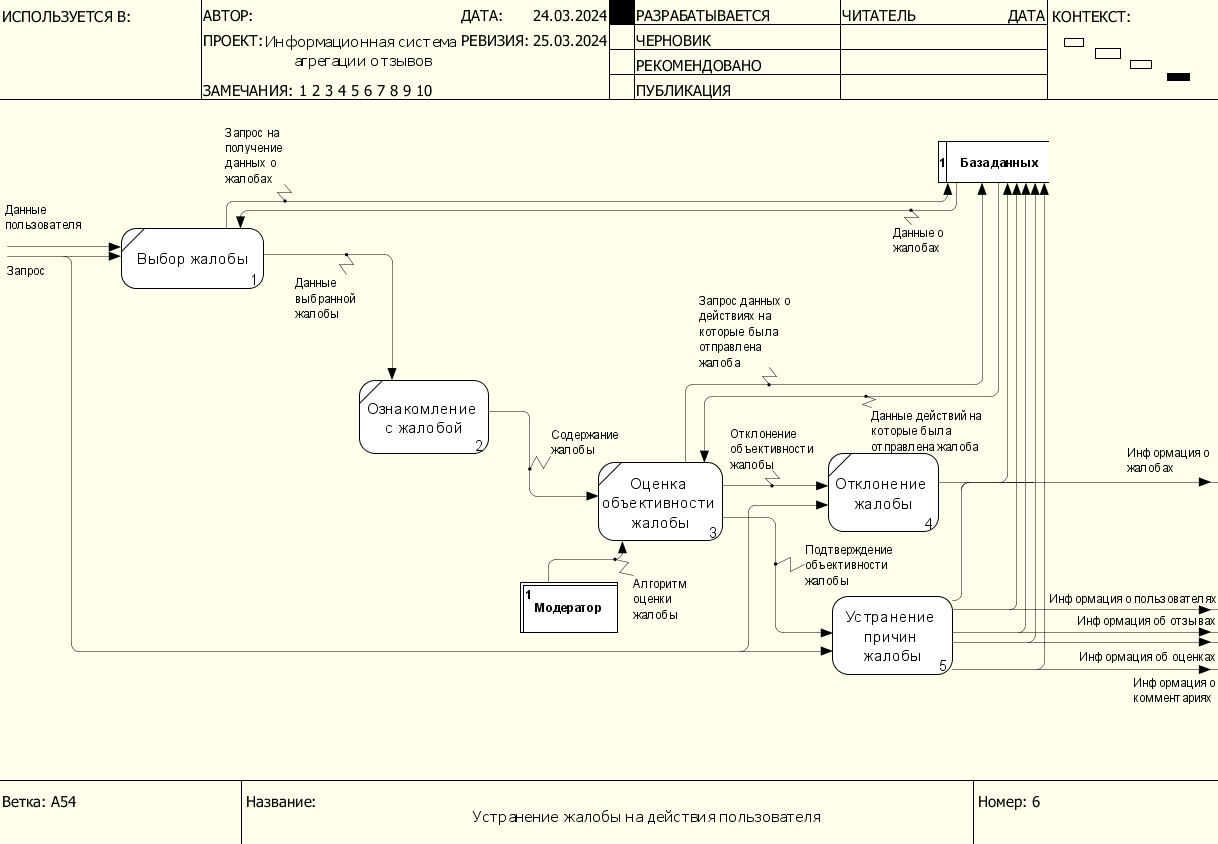 ИСПОЛЬЗУЕТСЯ В:
АВТОР:
ДАТА: 24.03.2024
ПРОЕКТ: Информационная система
агрегации отзывов
РЕВИЗИЯ: 25.03.2024
ЗАМЕЧАНИЯ: 1 2 3 4 5 6 7 8 9 10
РАЗРАБАТЫВАЕТСЯ
ЧЕРНОВИК
РЕКОМЕНДОВАНО
ПУБЛИКАЦИЯ
ЧИТАТЕЛЬ
ДАТА
КОНТЕКСТ:
Запрос на
получение
данных о
жалобах
1
База данных
Данные
пользователя
Запрос
Выбор жалобы
1
Данные о
жалобах
Данные
выбранной
жалобы
Запрос данных о
действиях на
которые была
отправлена
жалоба
Ознакомление
с жалобой
2
Содержание
жалобы
Отклонение
объективности
жалобы
Данные действий на
которые была
отправлена жалоба
Оценка
объективности
жалобы
3
Отклонение
жалобы
4
Информация о
жалобах
1
Модератор
Алгоритм
оценки
жалобы
Подтверждение
объективности
жалобы
Устранение
причин
жалобы
5
Информация о пользователях
Информация об отзывах
Информация об оценках
Информация о
комментариях
Ветка: A54
Название:
Устранение жалобы на действия пользователя
Номер: 6